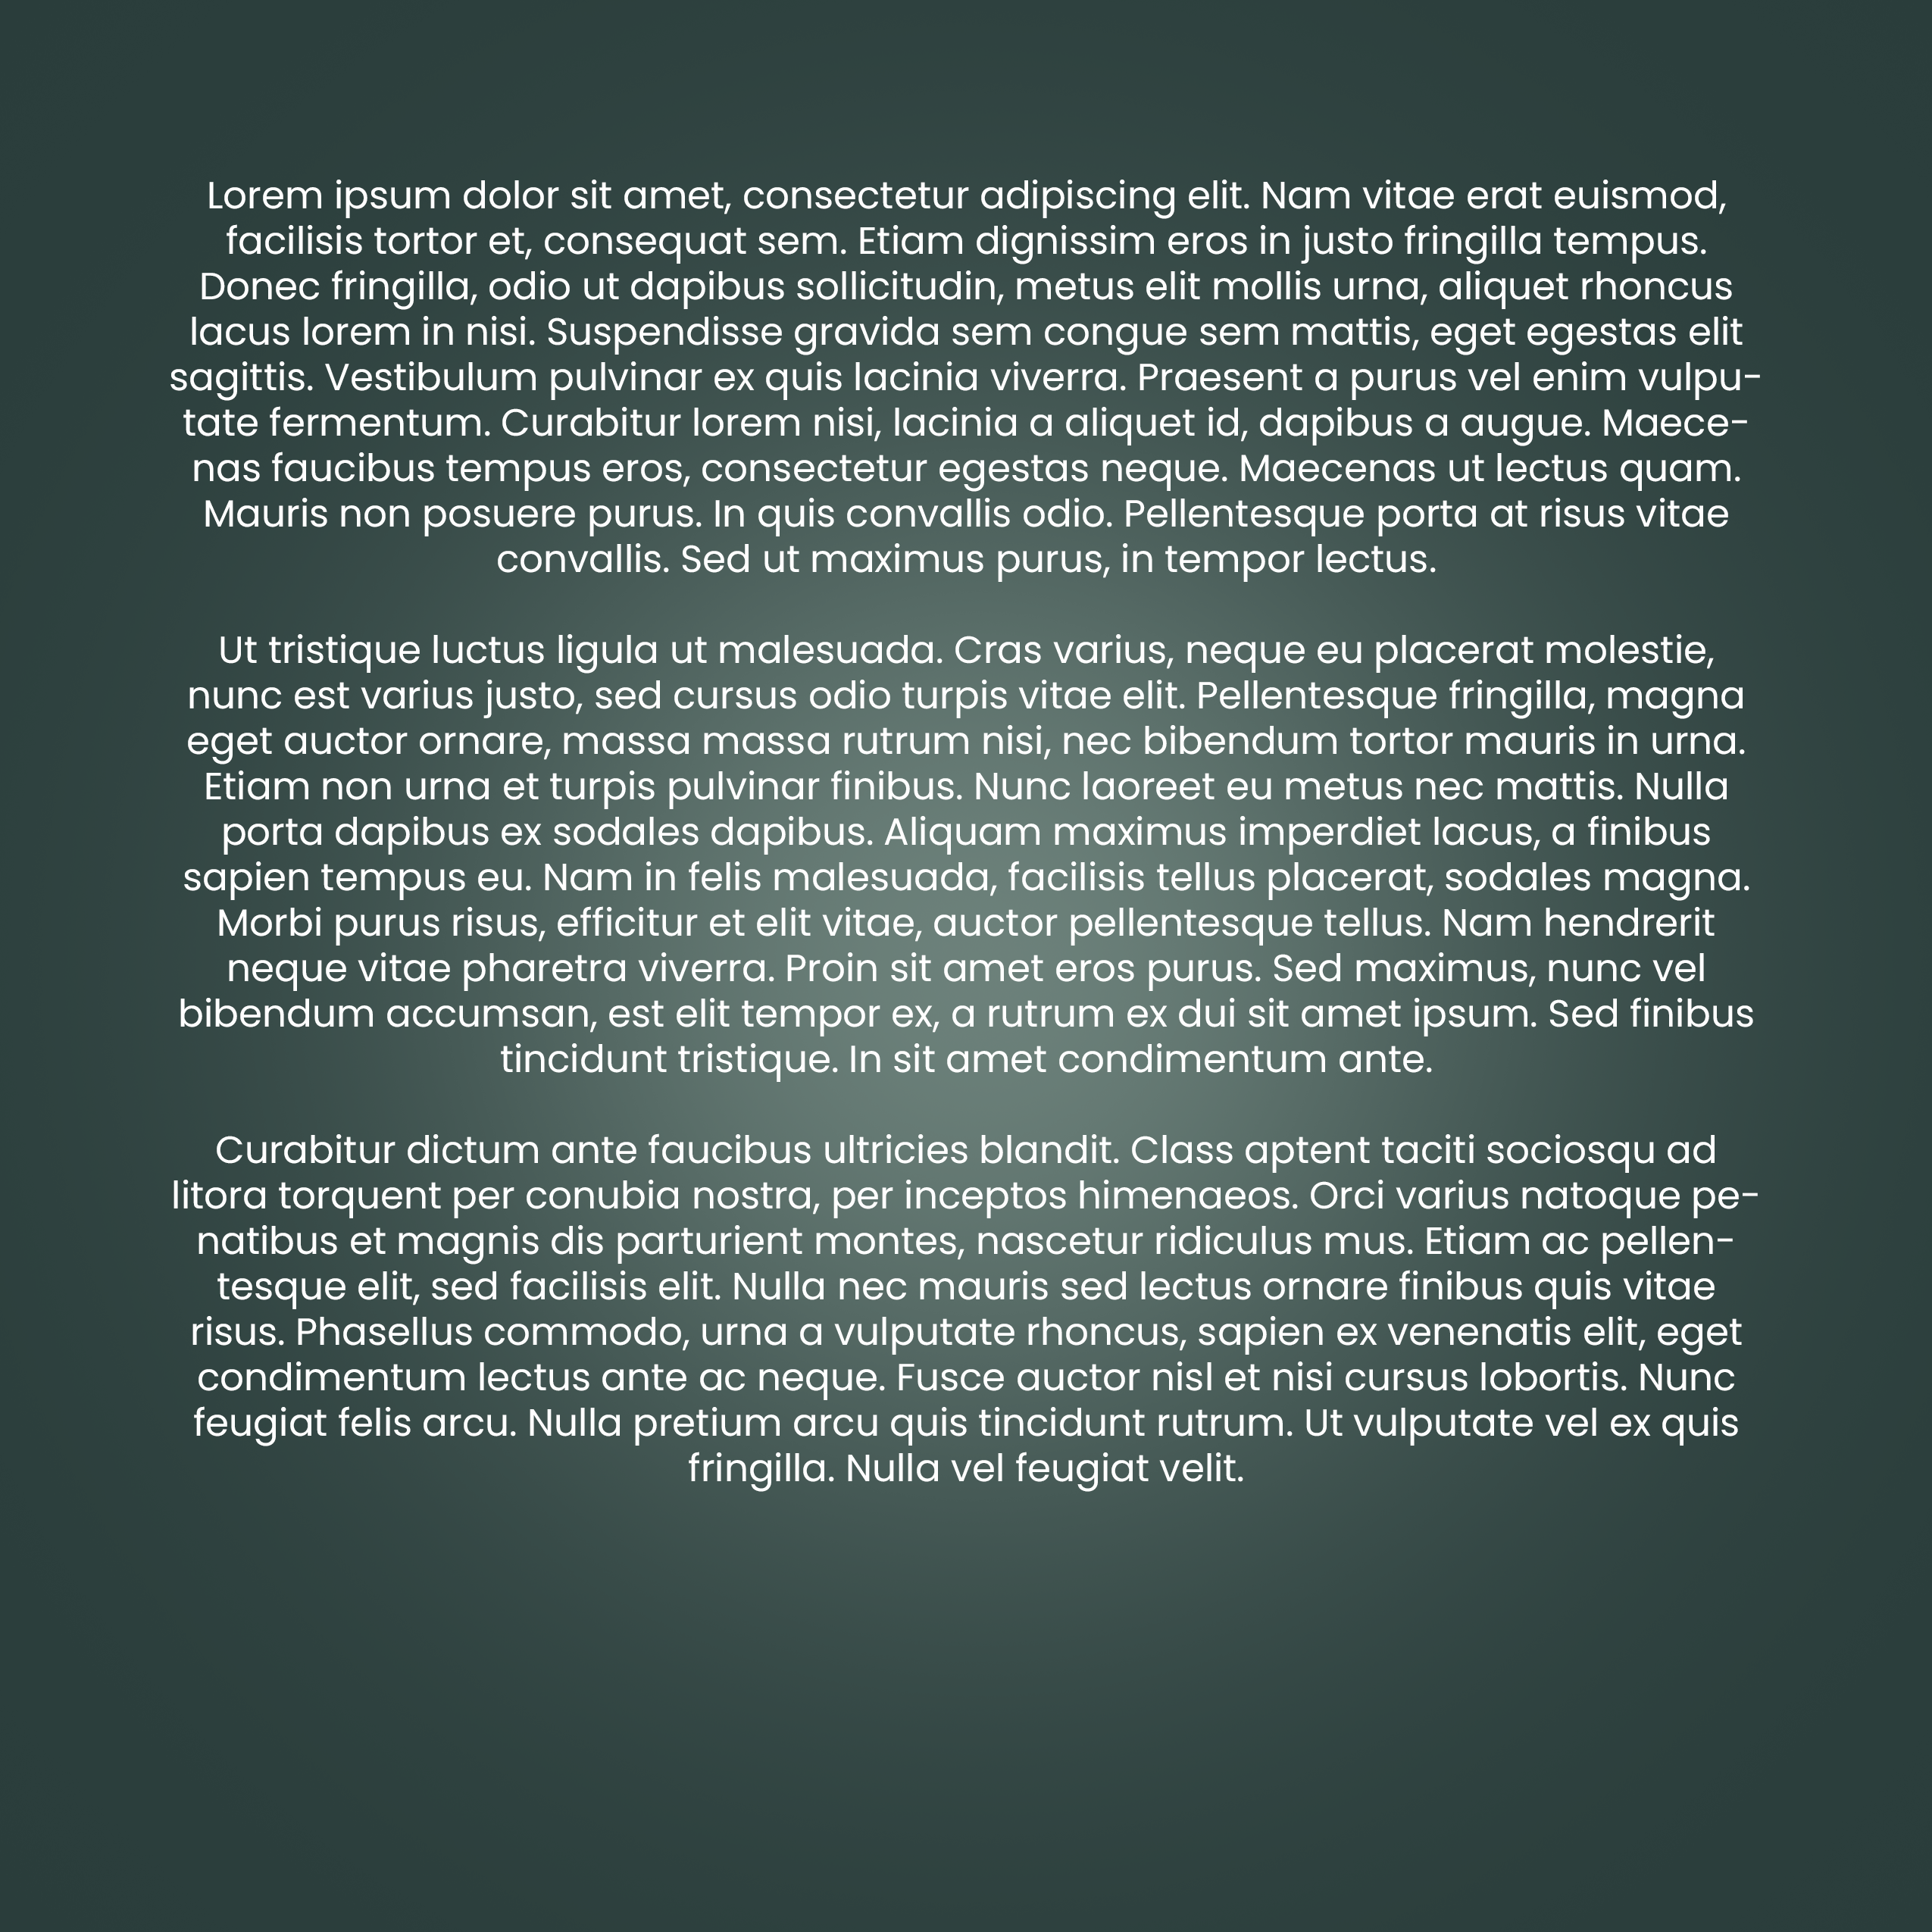 Lorem ipsum dolor sit amet, consectetur adipiscing elit. Nam vitae erat euismod,
facilisis tortor et, consequat sem. Etiam dignissim eros in justo fringilla tempus.
Donec fringilla, odio ut dapibus sollicitudin, metus elit mollis urna, aliquet rhoncus
lacus lorem in nisi. Suspendisse gravida sem congue sem mattis, eget egestas elit
sagittis. Vestibulum pulvinar ex quis lacinia viverra. Praesent a purus vel enim vulpu-
tate fermentum. Curabitur lorem nisi, lacinia a aliquet id, dapibus a augue. Maece-
nas faucibus tempus eros, consectetur egestas neque. Maecenas ut lectus quam.
Mauris non posuere purus. In quis convallis odio. Pellentesque porta at risus vitae
convallis. Sed ut maximus purus, in tempor lectus.
Ut tristique luctus ligula ut malesuada. Cras varius, neque eu placerat molestie,
nunc est varius justo, sed cursus odio turpis vitae elit. Pellentesque fringilla, magna
eget auctor ornare, massa massa rutrum nisi, nec bibendum tortor mauris in urna.
Etiam non urna et turpis pulvinar finibus. Nunc laoreet eu metus nec mattis. Nulla
porta dapibus ex sodales dapibus. Aliquam maximus imperdiet lacus, a finibus
sapien tempus eu. Nam in felis malesuada, facilisis tellus placerat, sodales magna.
Morbi purus risus, efficitur et elit vitae, auctor pellentesque tellus. Nam hendrerit
neque vitae pharetra viverra. Proin sit amet eros purus. Sed maximus, nunc vel
bibendum accumsan, est elit tempor ex, a rutrum ex dui sit amet ipsum. Sed finibus
tincidunt tristique. In sit amet condimentum ante.
Curabitur dictum ante faucibus ultricies blandit. Class aptent taciti sociosqu ad
litora torquent per conubia nostra, per inceptos himenaeos. Orci varius natoque pe-
natibus et magnis dis parturient montes, nascetur ridiculus mus. Etiam ac pellen-
tesque elit, sed facilisis elit. Nulla nec mauris sed lectus ornare finibus quis vitae
risus. Phasellus commodo, urna a vulputate rhoncus, sapien ex venenatis elit, eget
condimentum lectus ante ac neque. Fusce auctor nisl et nisi cursus lobortis. Nunc
feugiat felis arcu. Nulla pretium arcu quis tincidunt rutrum. Ut vulputate vel ex quis
fringilla. Nulla vel feugiat velit.